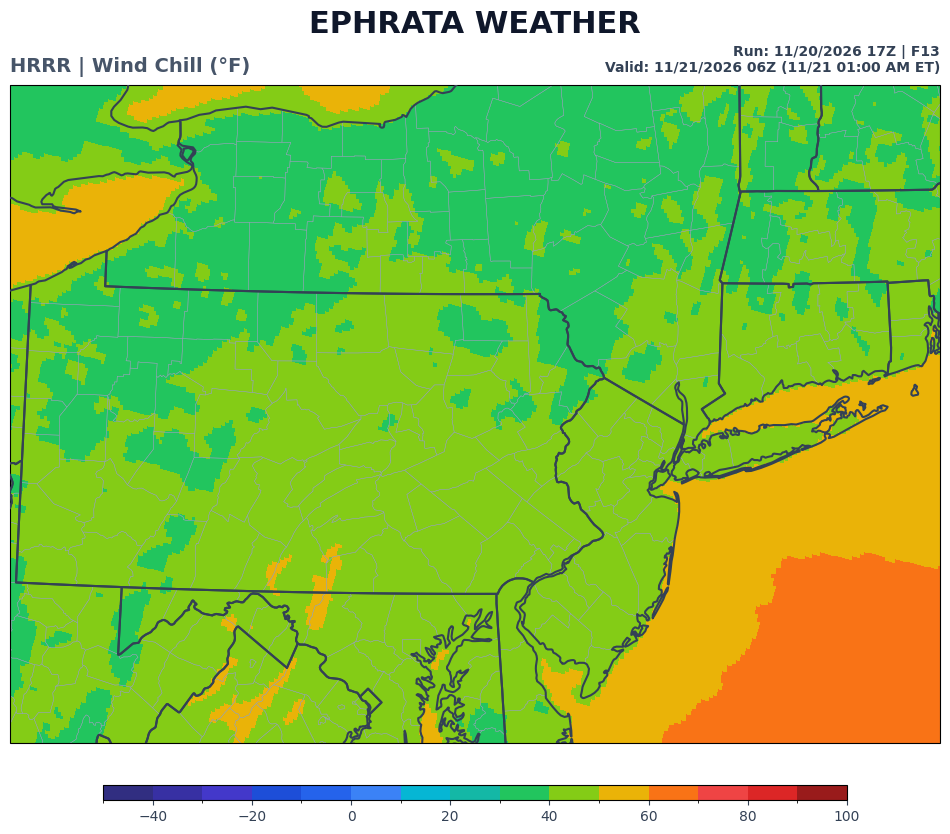 EPHRATA WEATHER
HRRR | Wind Chill (°F)
Run: 11/20/2026 17Z | F13
Valid: 11/21/2026 06Z (11/21 01:00 AM ET)
−40 −20 0 20 40 60 80 100